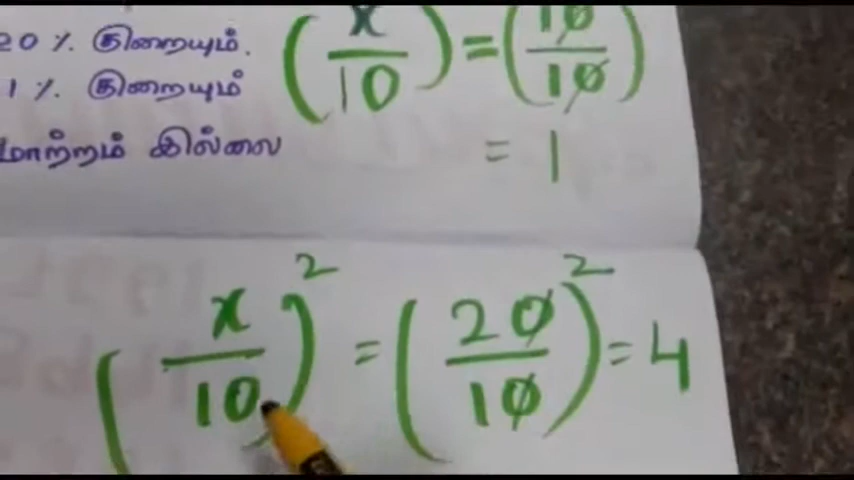 20 %. குறையும்.
1 %. குறையும்
மாற்றம் இல்லை
(x/10) = (10/10)
= 1
(x/10)² = (20/10)² = 4